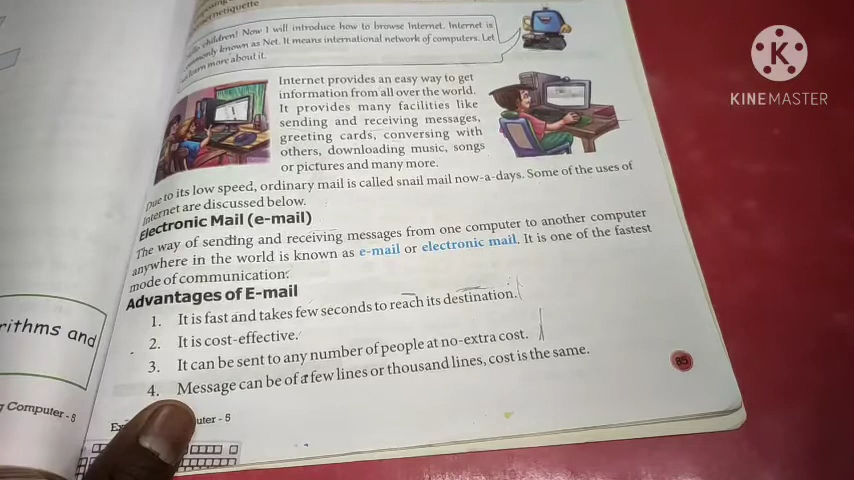 netiquette
children! Now I will introduce how to browse Internet. Internet is
commonly known as Net. It means international network of computers. Let
learn more about it.
KINEMASTER
Internet provides an easy way to get
information from all over the world.
It provides many facilities like
sending and receiving messages,
greeting cards, conversing with
others, downloading music, songs
or pictures and many more.
Due to its low speed, ordinary mail is called snail mail now-a-days. Some of the uses of
Internet are discussed below.
Electronic Mail (e-mail)
The way of sending and receiving messages from one computer to another computer
anywhere in the world is known as e-mail or electronic mail. It is one of the fastest
mode of communication.
Advantages of E-mail
1. It is fast and takes few seconds to reach its destination.
2. It is cost-effective.
3. It can be sent to any number of people at no-extra cost.
4. Message can be of a few lines or thousand lines, cost is the same.
85
Ex uter - 5
rithms and
g Computer - 5